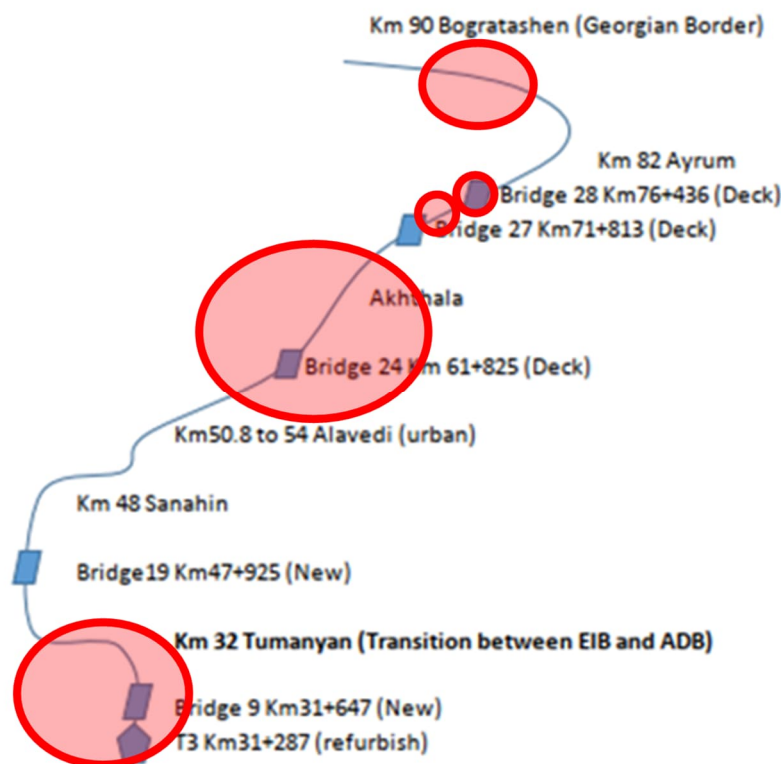 Km 90 Bogratashen (Georgian Border)
Km 82 Ayrum
Bridge 28 Km76+436 (Deck)
Bridge 27 Km71+813 (Deck)
Akhthala
Bridge 24 Km 61+825 (Deck)
Km50.8 to 54 Alavedi (urban)
Km 48 Sanahin
Bridge19 Km47+925 (New)
Km 32 Tumanyan (Transition between EIB and ADB)
Bridge 9 Km31+647 (New)
T3 Km31+287 (refurbish)